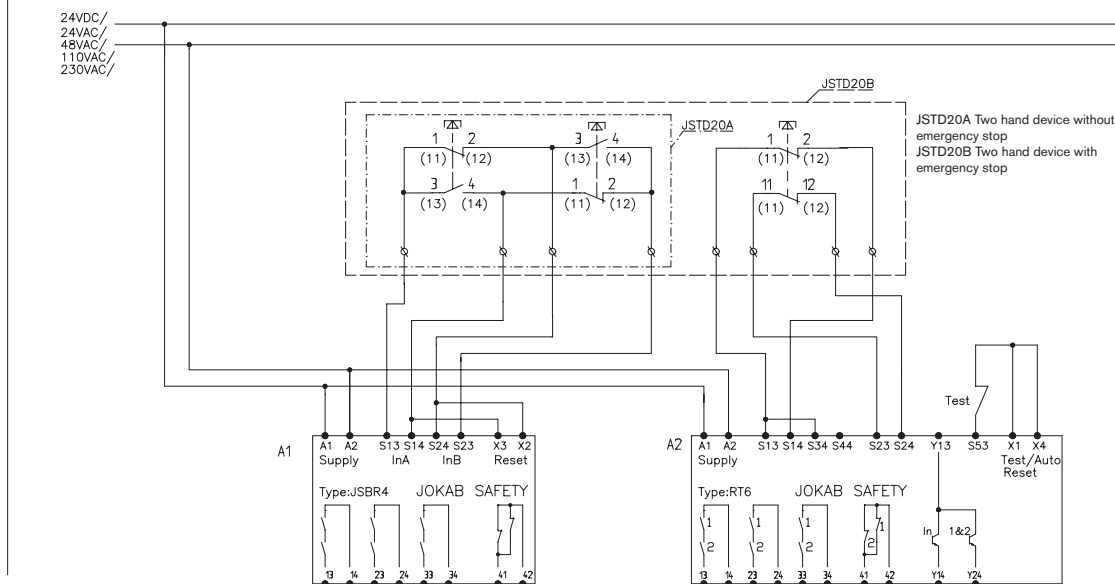 24VDC/
24VAC/
48VAC/
110VAC/
230VAC/
JSTD20B
JSTD20A
JSTD20A Two hand device without
emergency stop
JSTD20B Two hand device with
emergency stop
1 2 3 4 1 2
(11) (12) (13) (14) (11) (12)
3 4 1 2 11 12
(13) (14) (11) (12) (11) (12)
Test
A1 A2
A1 A2 S13 S14 S24 S23 X3 X2
Supply InA InB Reset
A1 A2 S13 S14 S34 S44 S23 S24 Y13 S53 X1 X4
Supply Test/Auto
Reset
Type:JSBR4 JOKAB SAFETY
Type:RT6 JOKAB SAFETY
1 1 1 1
2 2 2 2
In 1&2
13 14 23 24 33 34 41 42
13 14 23 24 33 34 41 42 Y14 Y24